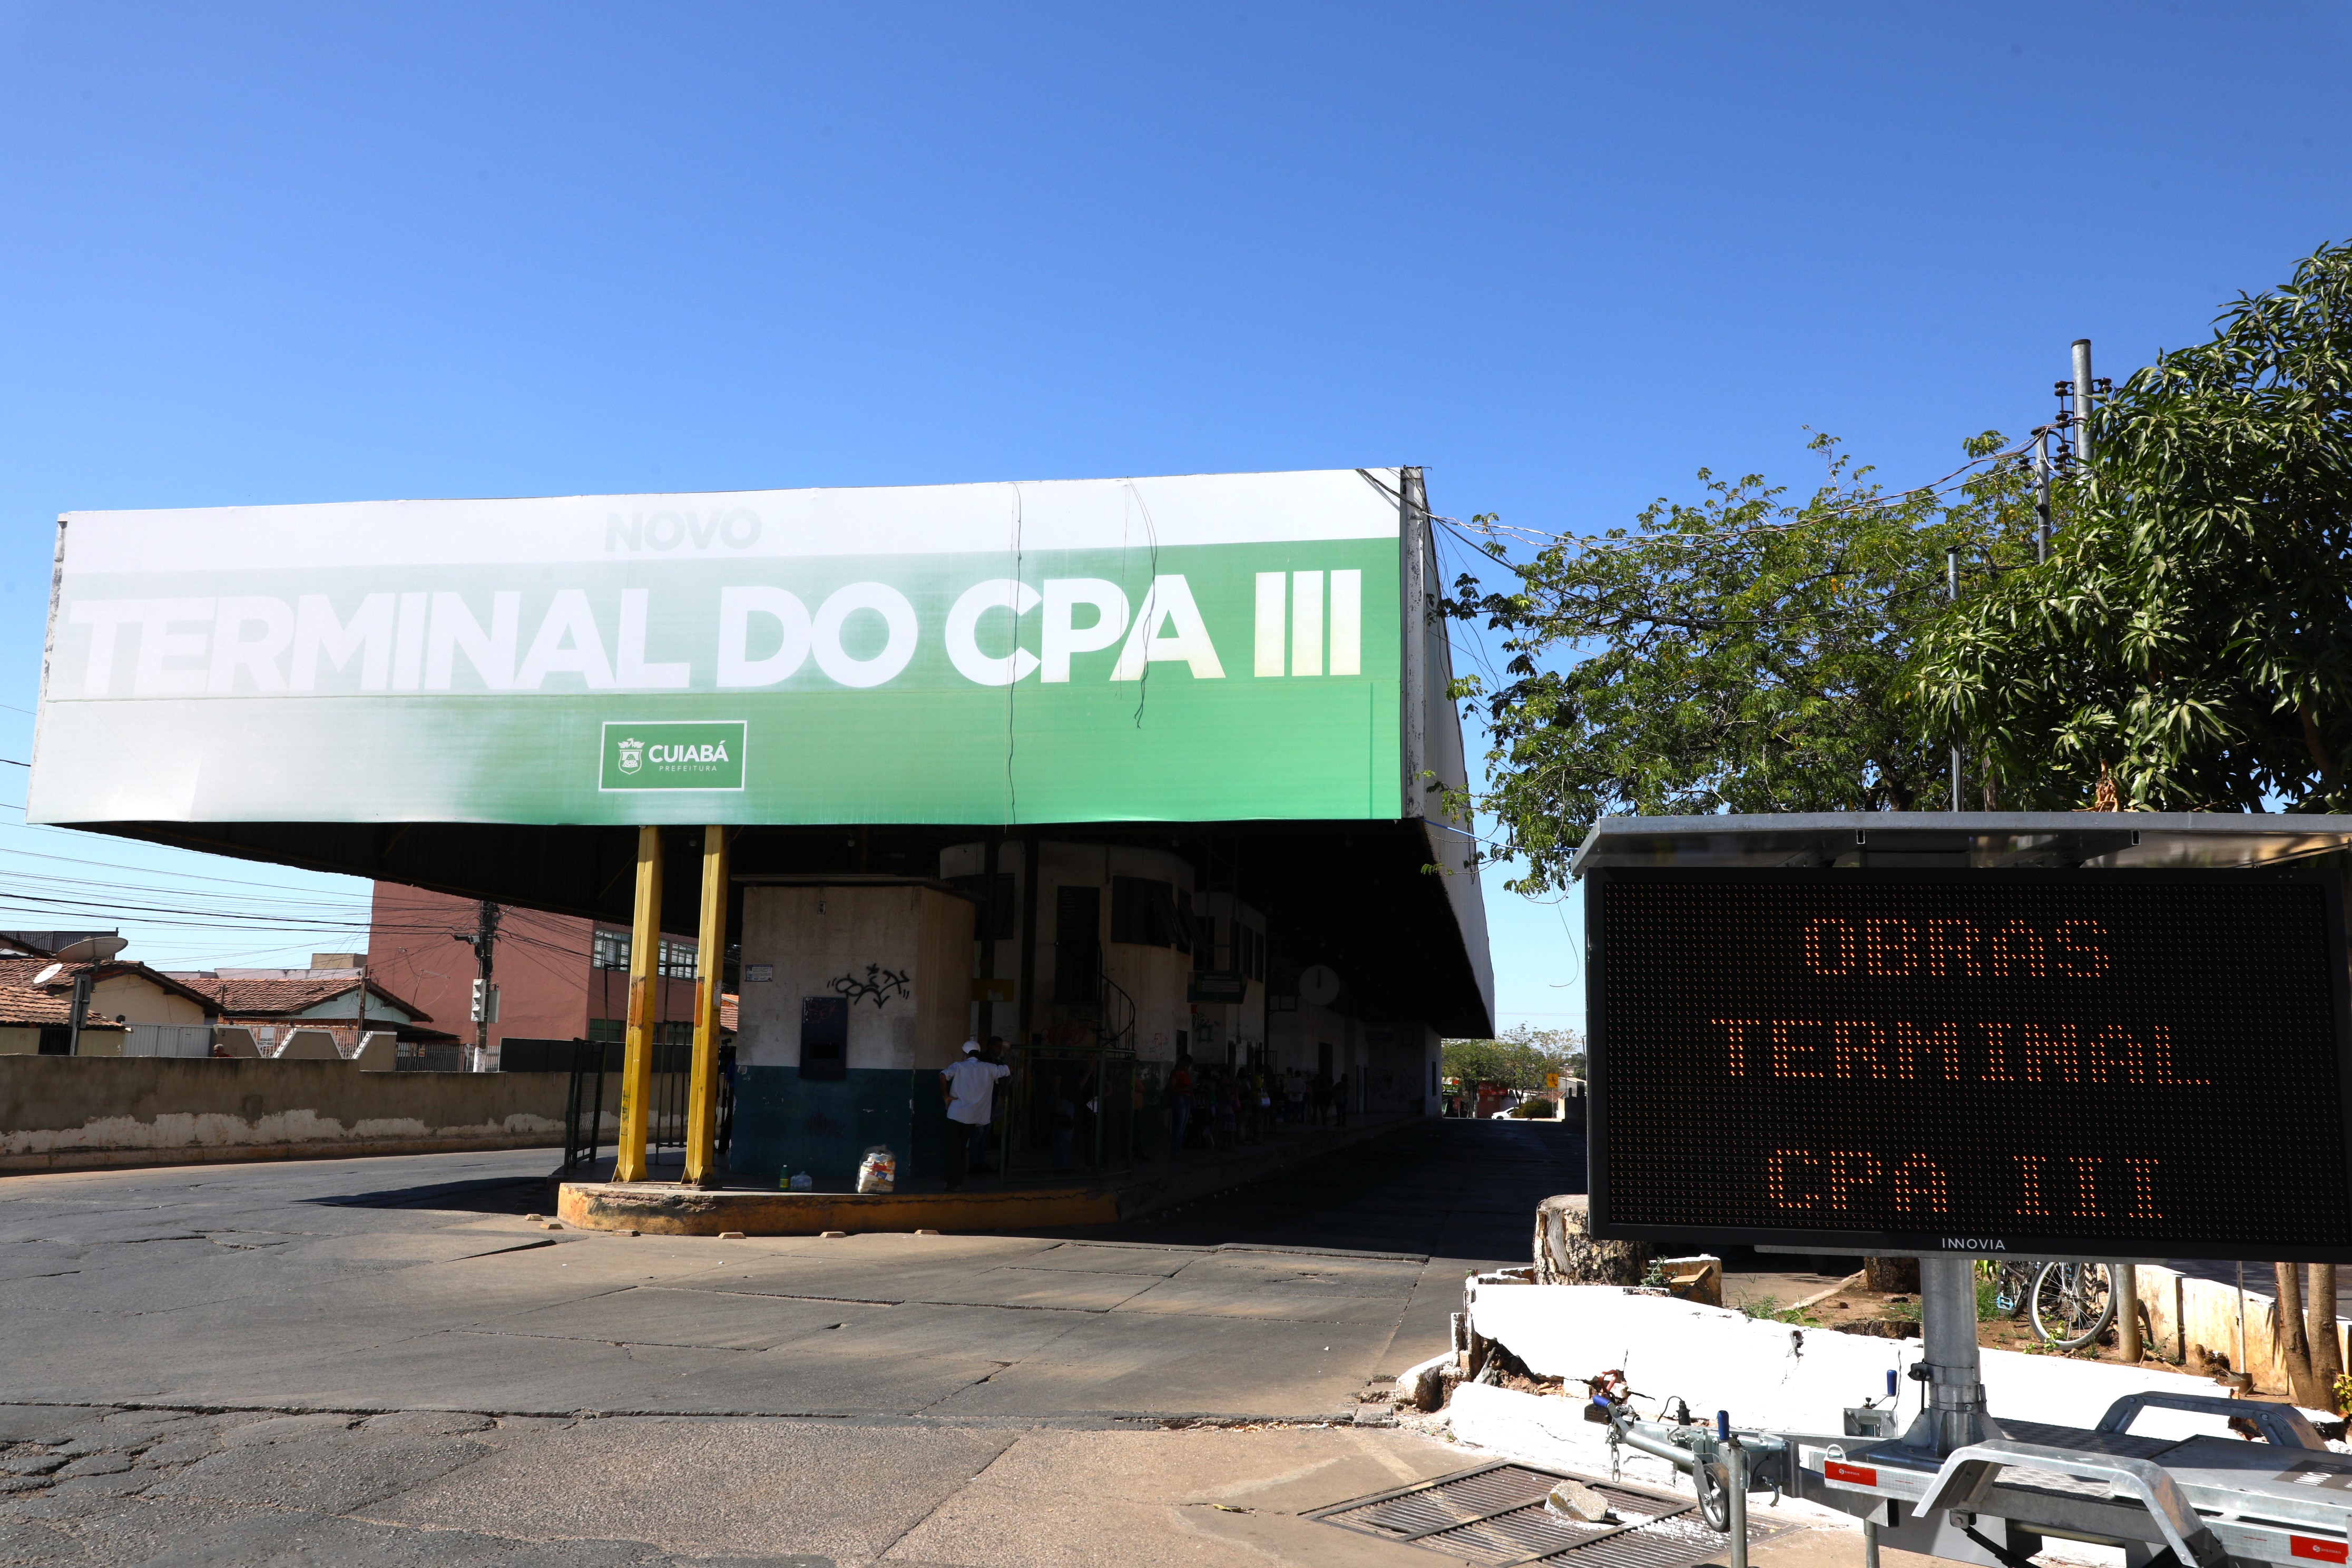 NOVO
TERMINAL DO CPA III
CUIABÁ
PREFEITURA
OBRAS
TERMINAL
CPA III
INNOVIA